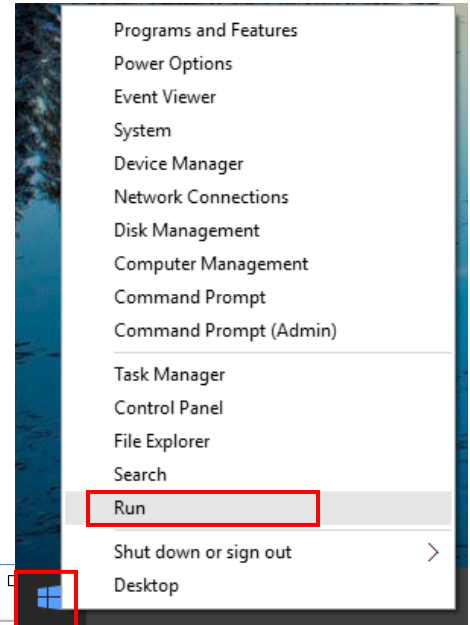 Programs and Features
Power Options
Event Viewer
System
Device Manager
Network Connections
Disk Management
Computer Management
Command Prompt
Command Prompt (Admin)
Task Manager
Control Panel
File Explorer
Search
Run
Shut down or sign out
Desktop